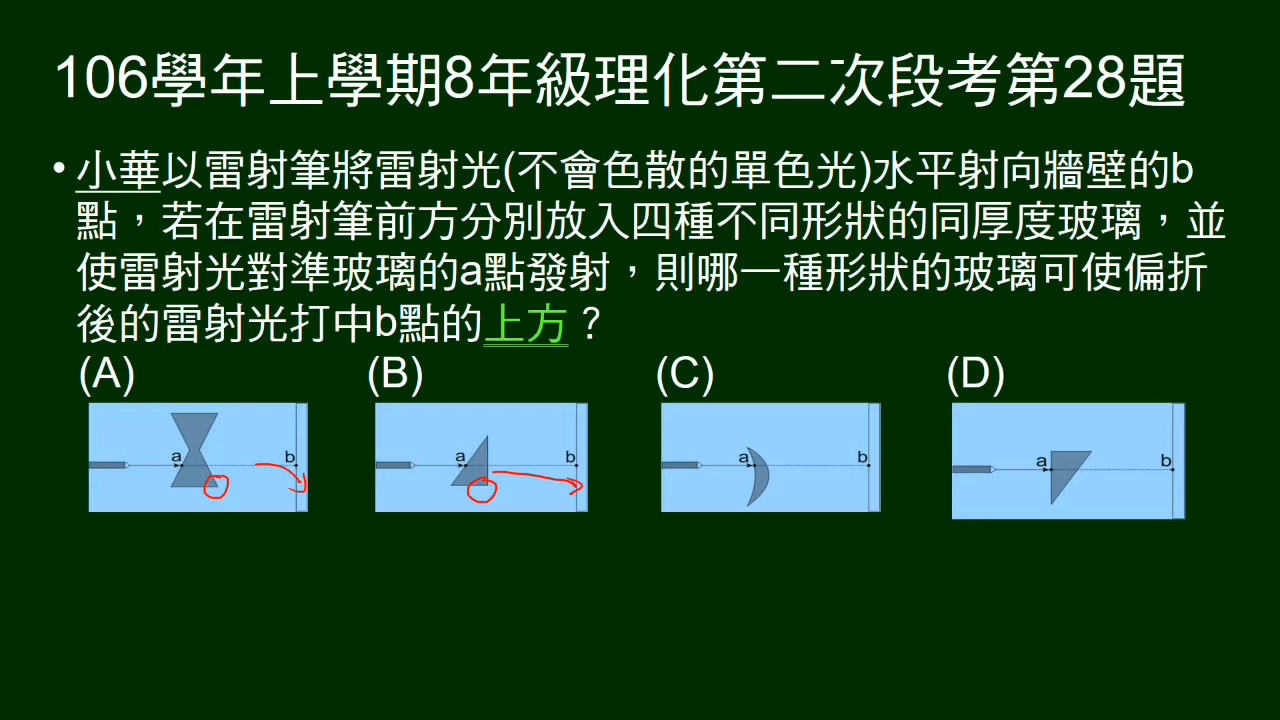 106學年上學期8年級理化第二次段考第28題
• 小華以雷射筆將雷射光(不會色散的單色光)水平射向牆壁的b
點，若在雷射筆前方分別放入四種不同形狀的同厚度玻璃，並
使雷射光對準玻璃的a點發射，則哪一種形狀的玻璃可使偏折
後的雷射光打中b點的上方？
(A) (B) (C) (D)
a b a b a b a b